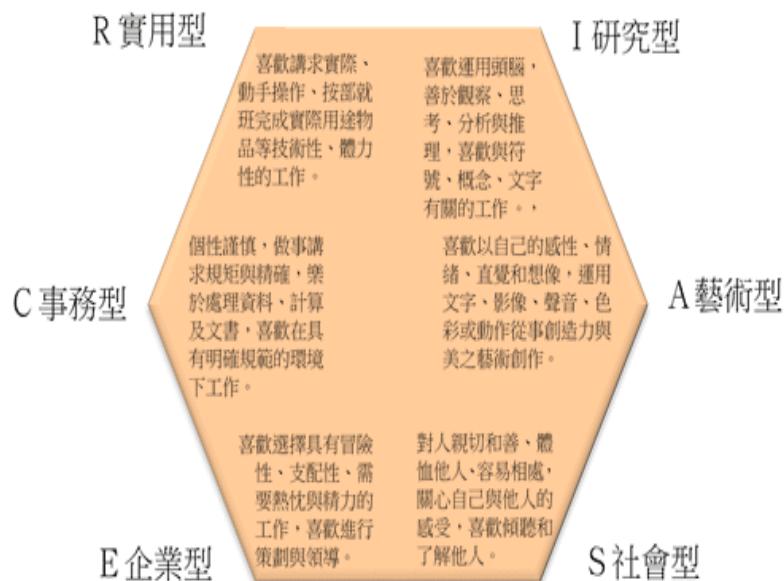 R 實用型
I 研究型
喜歡講求實際、
動手操作、按部就
班完成實際用途物
品等技術性、體力
性的工作。
喜歡運用頭腦，
善於觀察、思
考、分析與推
理，喜歡與符
號、概念、文字
有關的工作。，
C 事務型
個性謹慎，做事講
求規矩與精確，樂
於處理資料、計算
及文書，喜歡在具
有明確規範的環境
下工作。
喜歡以自己的感性、情
緒、直覺和想像，運用
文字、影像、聲音、色
彩或動作從事創造力與
美之藝術創作。
A 藝術型
喜歡選擇具有冒險
性、支配性、需
要熱忱與精力的
工作，喜歡進行
策劃與領導。
對人親切和善、體
恤他人、容易相處，
關心自己與他人的
感受，喜歡傾聽和
了解他人。
E 企業型
S 社會型